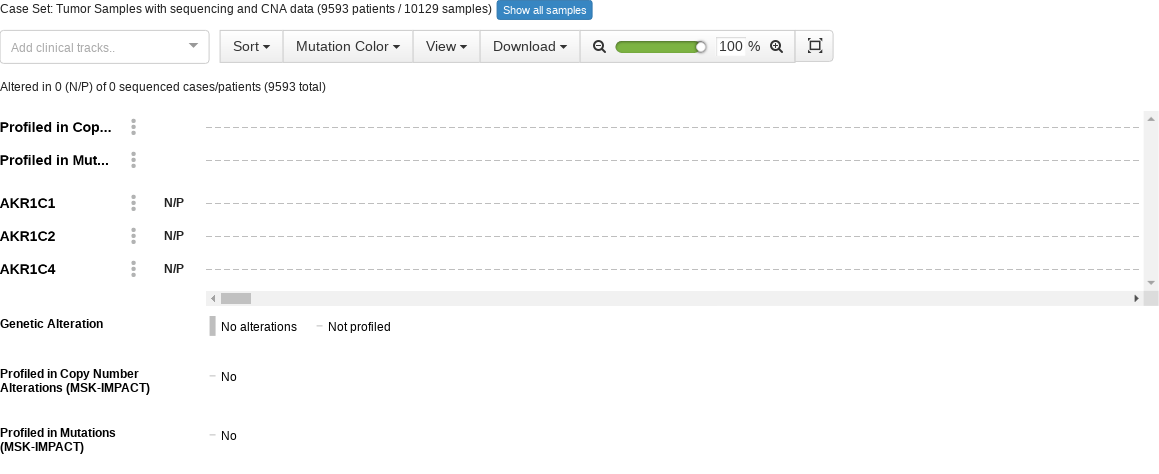 Case Set: Tumor Samples with sequencing and CNA data (9593 patients / 10129 samples) Show all samples
Add clinical tracks.. Sort Mutation Color View Download 100 %
Altered in 0 (N/P) of 0 sequenced cases/patients (9593 total)
Profiled in Cop...
Profiled in Mut...
AKR1C1 N/P
AKR1C2 N/P
AKR1C4 N/P
Genetic Alteration No alterations Not profiled
Profiled in Copy Number No
Alterations (MSK-IMPACT)
Profiled in Mutations No
(MSK-IMPACT)